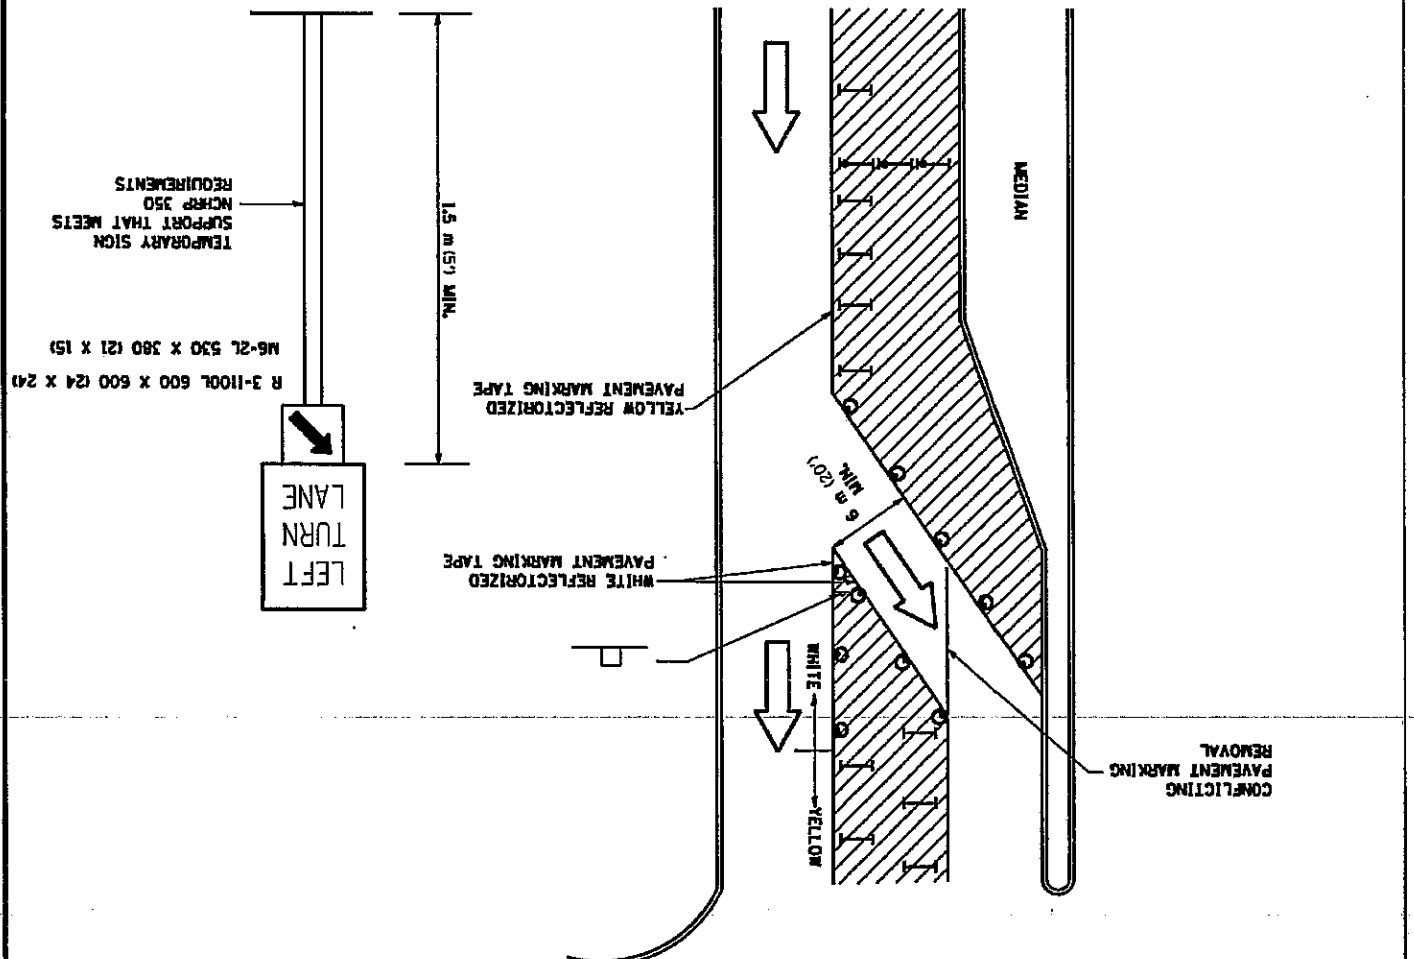 CONFLICTING
PAVEMENT MARKING
REMOVAL
YELLOW
WHITE
LEFT
TURN
LANE
WHITE REFLECTORIZED
PAVEMENT MARKING TAPE
6 m (20')
MIN.
YELLOW REFLECTORIZED
PAVEMENT MARKING TAPE
R 3-I100L 600 X 600 (24 X 24)
M6-2L 530 X 380 (21 X 15)
1.5 m (5') MIN.
TEMPORARY SIGN
SUPPORT THAT MEETS
NCHRP 350
REQUIREMENTS
MEDIAN